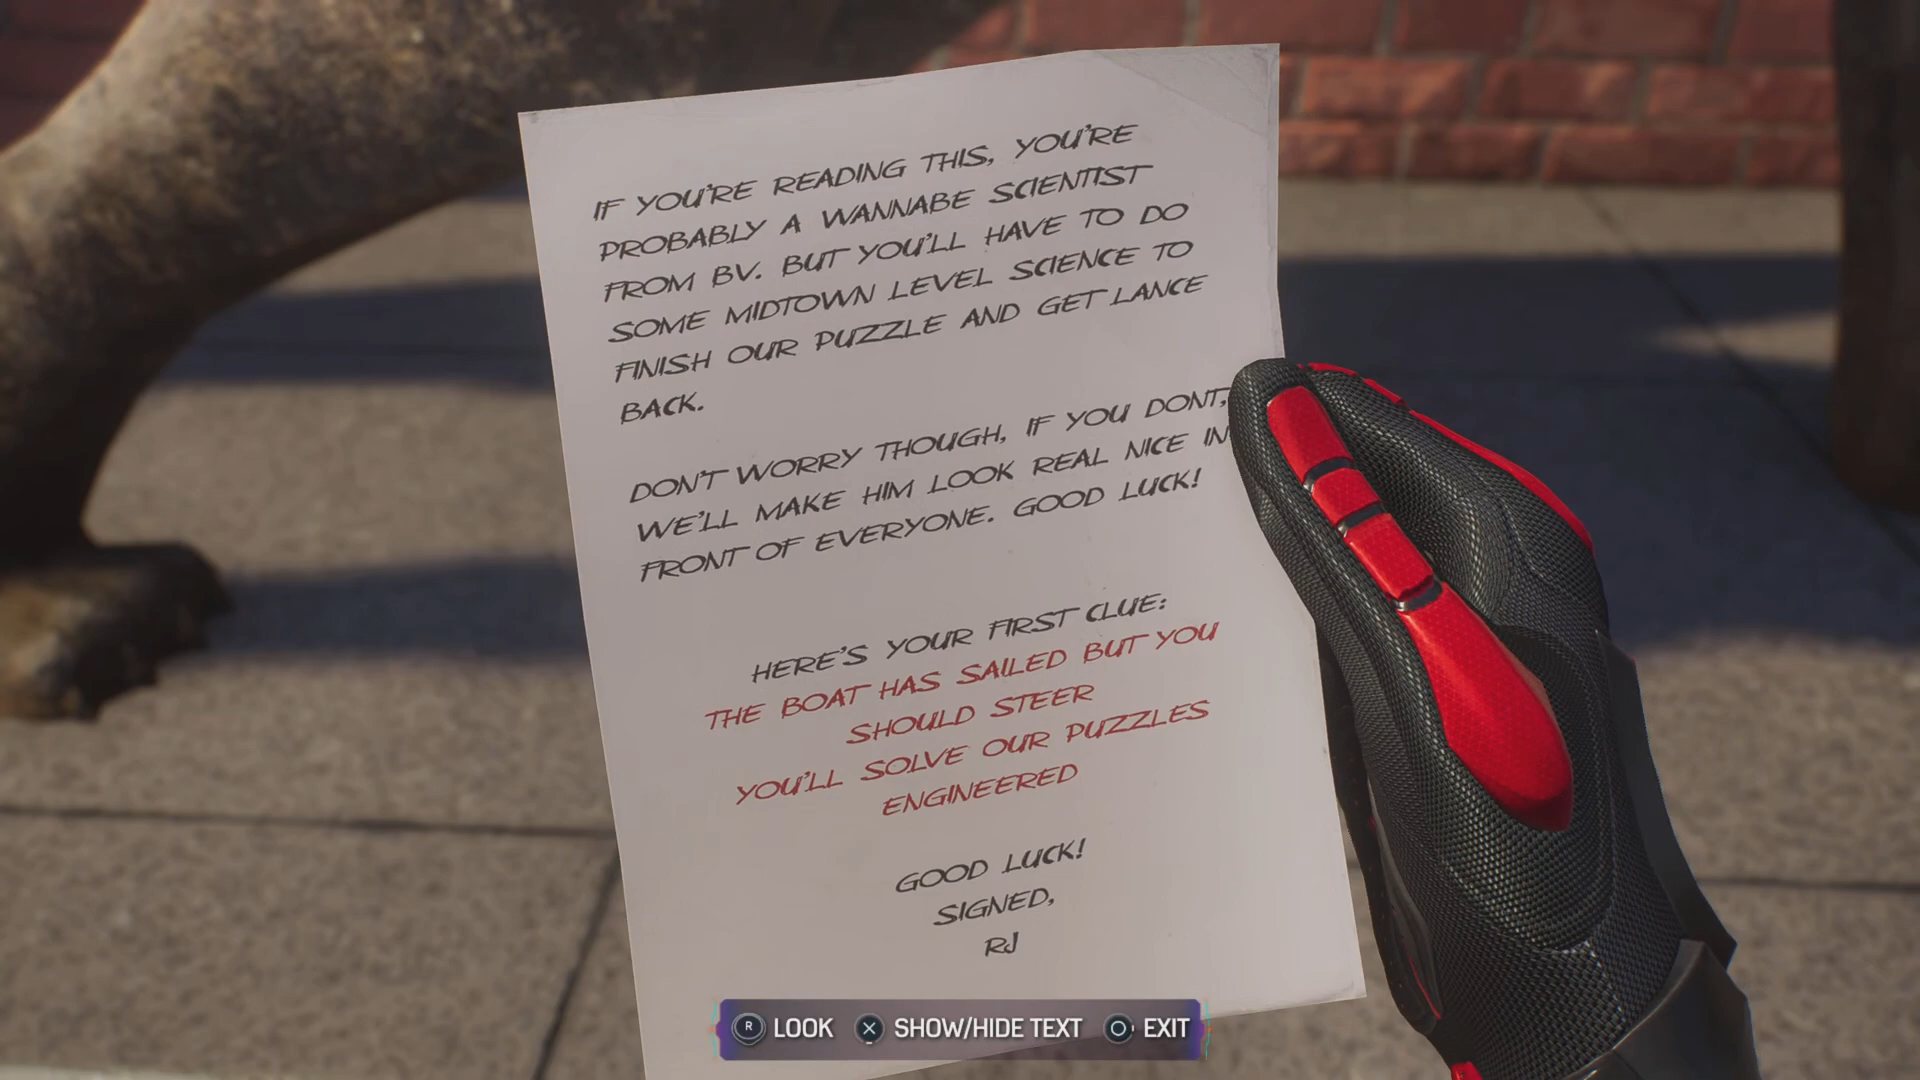 IF YOU'RE READING THIS, YOU'RE
PROBABLY A WANNABE SCIENTIST
FROM BV. BUT YOU'LL HAVE TO DO
SOME MIDTOWN LEVEL SCIENCE TO
FINISH OUR PUZZLE AND GET LANCE
BACK.
DON'T WORRY THOUGH, IF YOU DONT,
WE'LL MAKE HIM LOOK REAL NICE IN
FRONT OF EVERYONE. GOOD LUCK!
HERE'S YOUR FIRST CLUE:
THE BOAT HAS SAILED BUT YOU
SHOULD STEER
YOU'LL SOLVE OUR PUZZLES
ENGINEERED
GOOD LUCK!
SIGNED,
RJ
R LOOK SHOW/HIDE TEXT EXIT